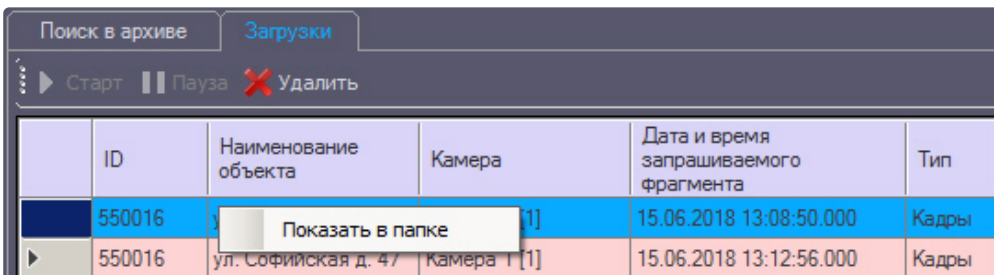 Поиск в архиве Загрузки
Старт Пауза Удалить
ID Наименование объекта Камера Дата и время запрашиваемого фрагмента Тип
550016 [1] 15.06.2018 13:08:50.000 Кадры
Показать в папке
550016 ул. Софийская д. 47 Камера 1 [1] 15.06.2018 13:12:56.000 Кадры